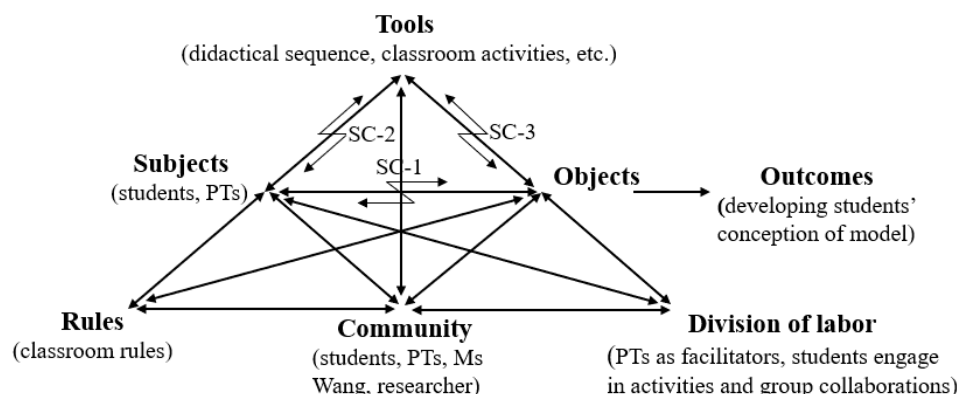 Tools
(didactical sequence, classroom activities, etc.)
SC-2
SC-3
SC-1
Subjects
(students, PTs)
Objects
Outcomes
(developing students’
conception of model)
Rules
(classroom rules)
Community
(students, PTs, Ms
Wang, researcher)
Division of labor
(PTs as facilitators, students engage
in activities and group collaborations)